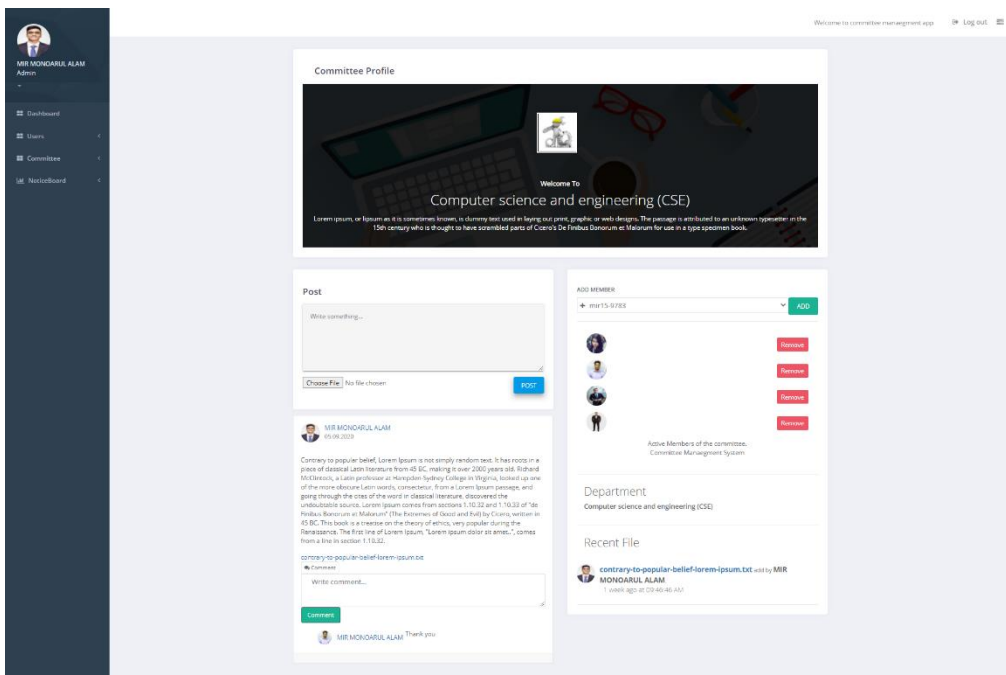 Welcome to committee manaegment app
Log out
MIR MONOARUL ALAM
Admin
Dashboard
Users
Committee
NoticeBoard
Committee Profile
Welcome To
Computer science and engineering (CSE)
Lorem ipsum, or lipsum as it is sometimes known, is dummy text used in laying out print, graphic or web designs. The passage is attributed to an unknown typesetter in the
15th century who is thought to have scrambled parts of Cicero's De Finibus Bonorum et Malorum for use in a type specimen book.
Post
Write something...
Choose File No file chosen
POST
MIR MONOARUL ALAM
05.09.2020
Contrary to popular belief, Lorem Ipsum is not simply random text. It has roots in a
piece of classical Latin literature from 45 BC, making it over 2000 years old. Richard
McClintock, a Latin professor at Hampden-Sydney College in Virginia, looked up one
of the more obscure Latin words, consectetur, from a Lorem Ipsum passage, and
going through the cites of the word in classical literature, discovered the
undoubtable source. Lorem Ipsum comes from sections 1.10.32 and 1.10.33 of "de
Finibus Bonorum et Malorum" (The Extremes of Good and Evil) by Cicero, written in
45 BC. This book is a treatise on the theory of ethics, very popular during the
Renaissance. The first line of Lorem Ipsum, "Lorem ipsum dolor sit amet..", comes
from a line in section 1.10.32.
contrary-to-popular-belief-lorem-ipsum.txt
Comment
Write comment...
Comment
MIR MONOARUL ALAM Thank you
ADD MEMBER
mir15-9783
ADD
Remove
Remove
Remove
Remove
Active Members of the committee.
Committee Manaegment System
Department
Computer science and engineering (CSE)
Recent File
contrary-to-popular-belief-lorem-ipsum.txt add by MIR
MONOARUL ALAM
1 week ago at 09:46:46 AM